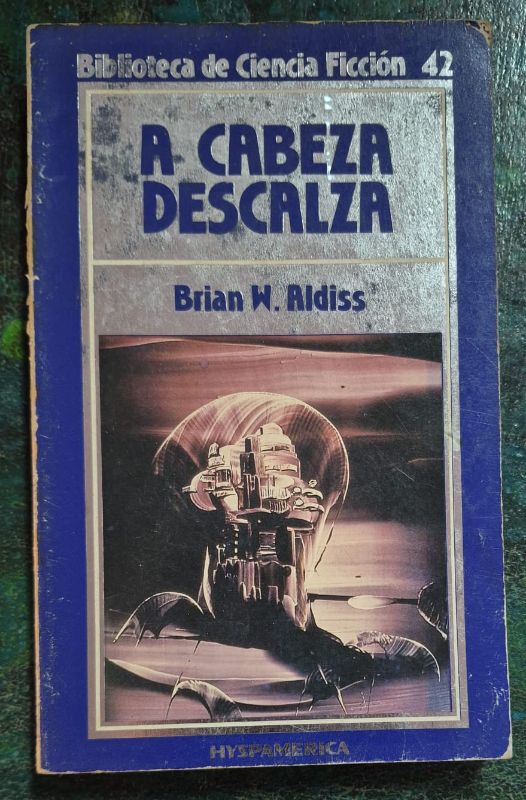 Biblioteca de Ciencia Ficción 42
A CABEZA
DESCALZA
Brian W. Aldiss
HYSPAMERICA